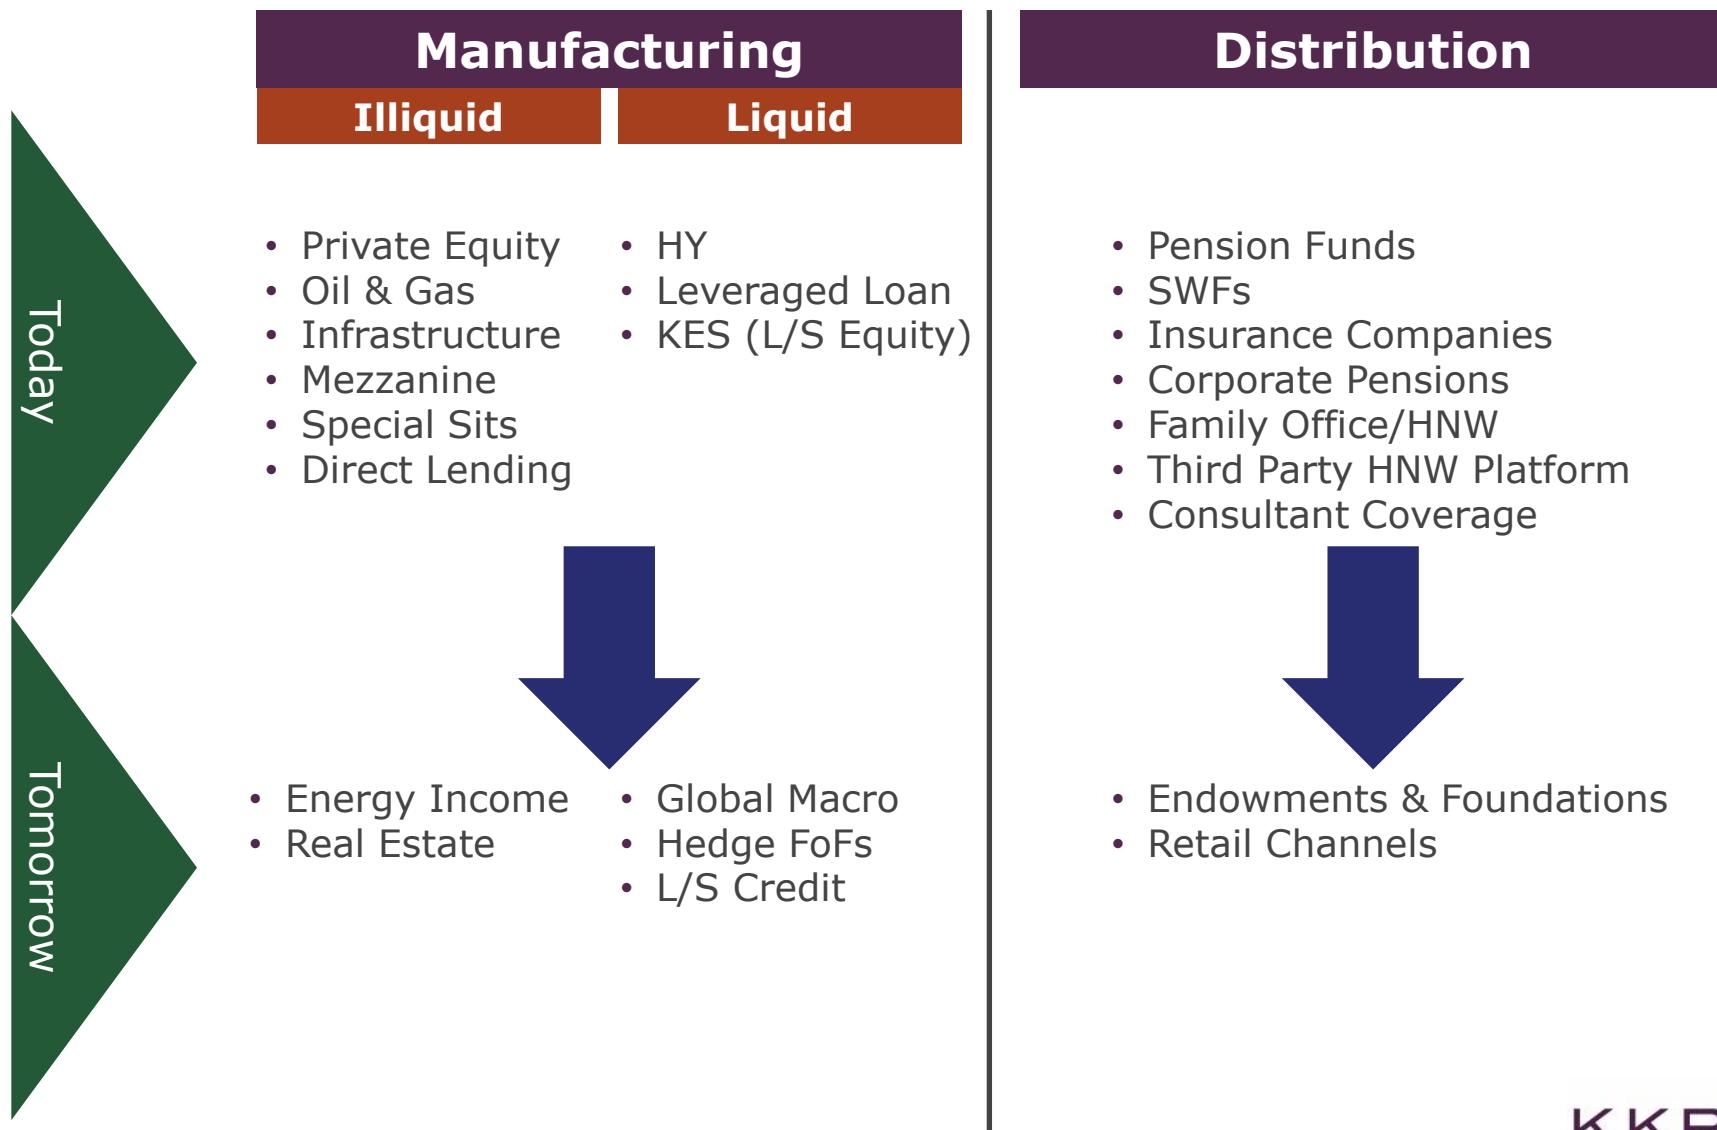 Manufacturing
Illiquid
Liquid
Distribution
Today
• Private Equity
• Oil & Gas
• Infrastructure
• Mezzanine
• Special Sits
• Direct Lending
• HY
• Leveraged Loan
• KES (L/S Equity)
• Pension Funds
• SWFs
• Insurance Companies
• Corporate Pensions
• Family Office/HNW
• Third Party HNW Platform
• Consultant Coverage
Tomorrow
• Energy Income
• Real Estate
• Global Macro
• Hedge FoFs
• L/S Credit
• Endowments & Foundations
• Retail Channels